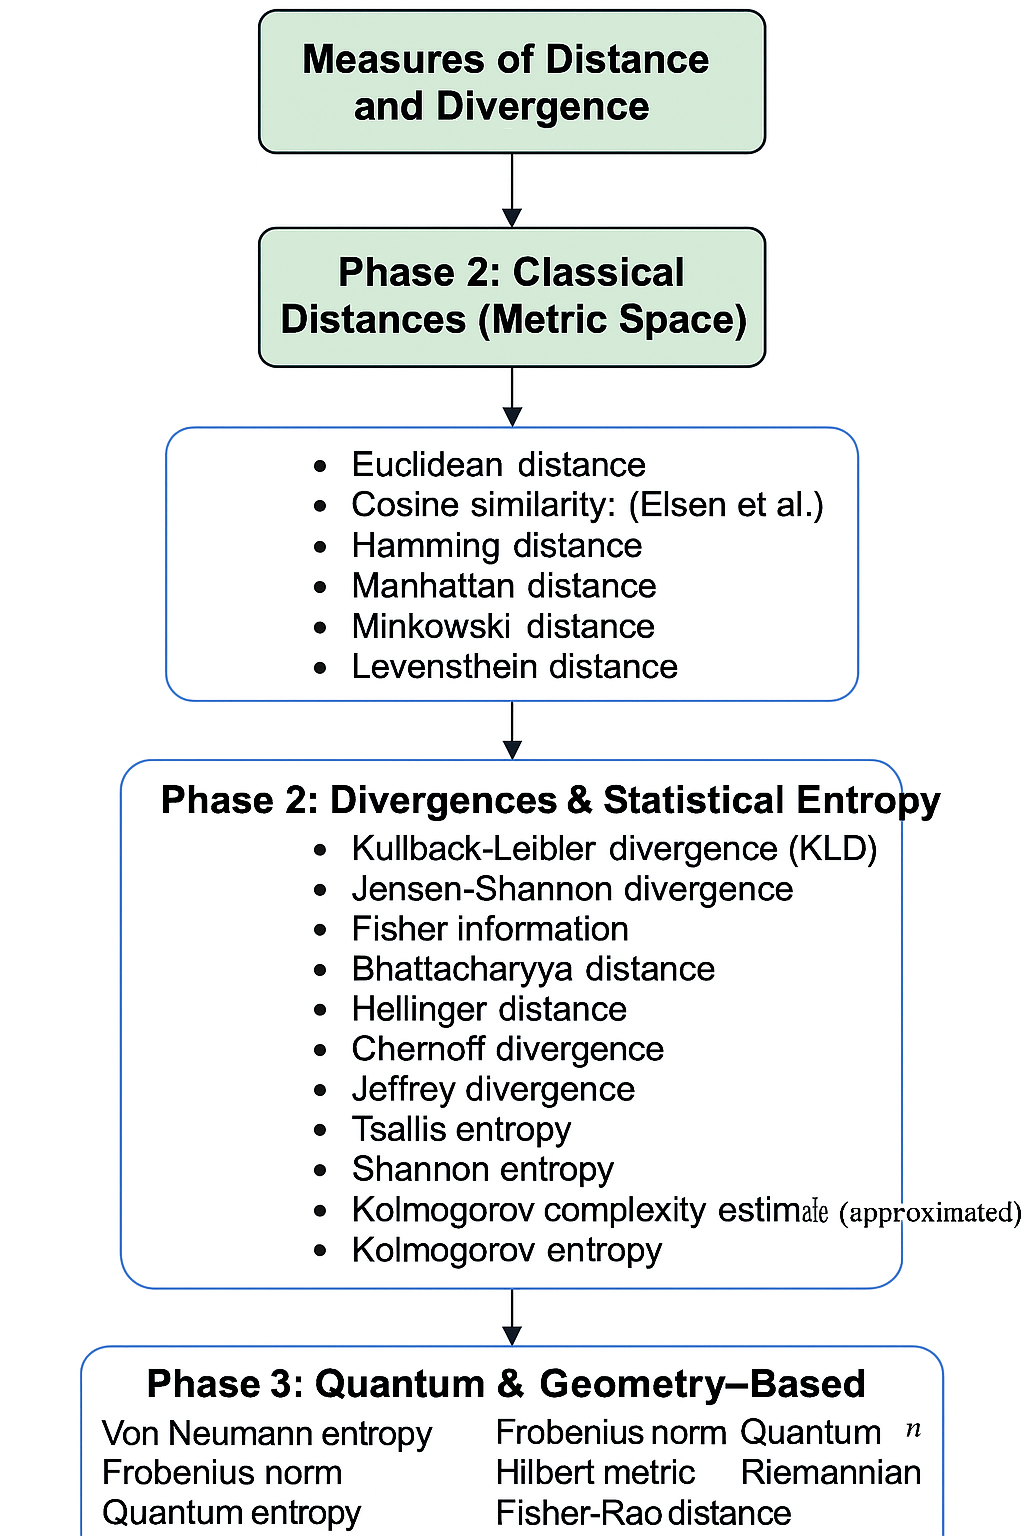 Measures of Distance
and Divergence
Phase 2: Classical
Distances (Metric Space)
• Euclidean distance
• Cosine similarity: (Elsen et al.)
• Hamming distance
• Manhattan distance
• Minkowski distance
• Levensthein distance
Phase 2: Divergences & Statistical Entropy
• Kullback-Leibler divergence (KLD)
• Jensen-Shannon divergence
• Fisher information
• Bhattacharyya distance
• Hellinger distance
• Chernoff divergence
• Jeffrey divergence
• Tsallis entropy
• Shannon entropy
• Kolmogorov complexity estimate (approximated)
• Kolmogorov entropy
Phase 3: Quantum & Geometry–Based
Von Neumann entropy
Frobenius norm
Quantum entropy
Frobenius norm Quantum n
Hilbert metric Riemannian
Fisher-Rao distance